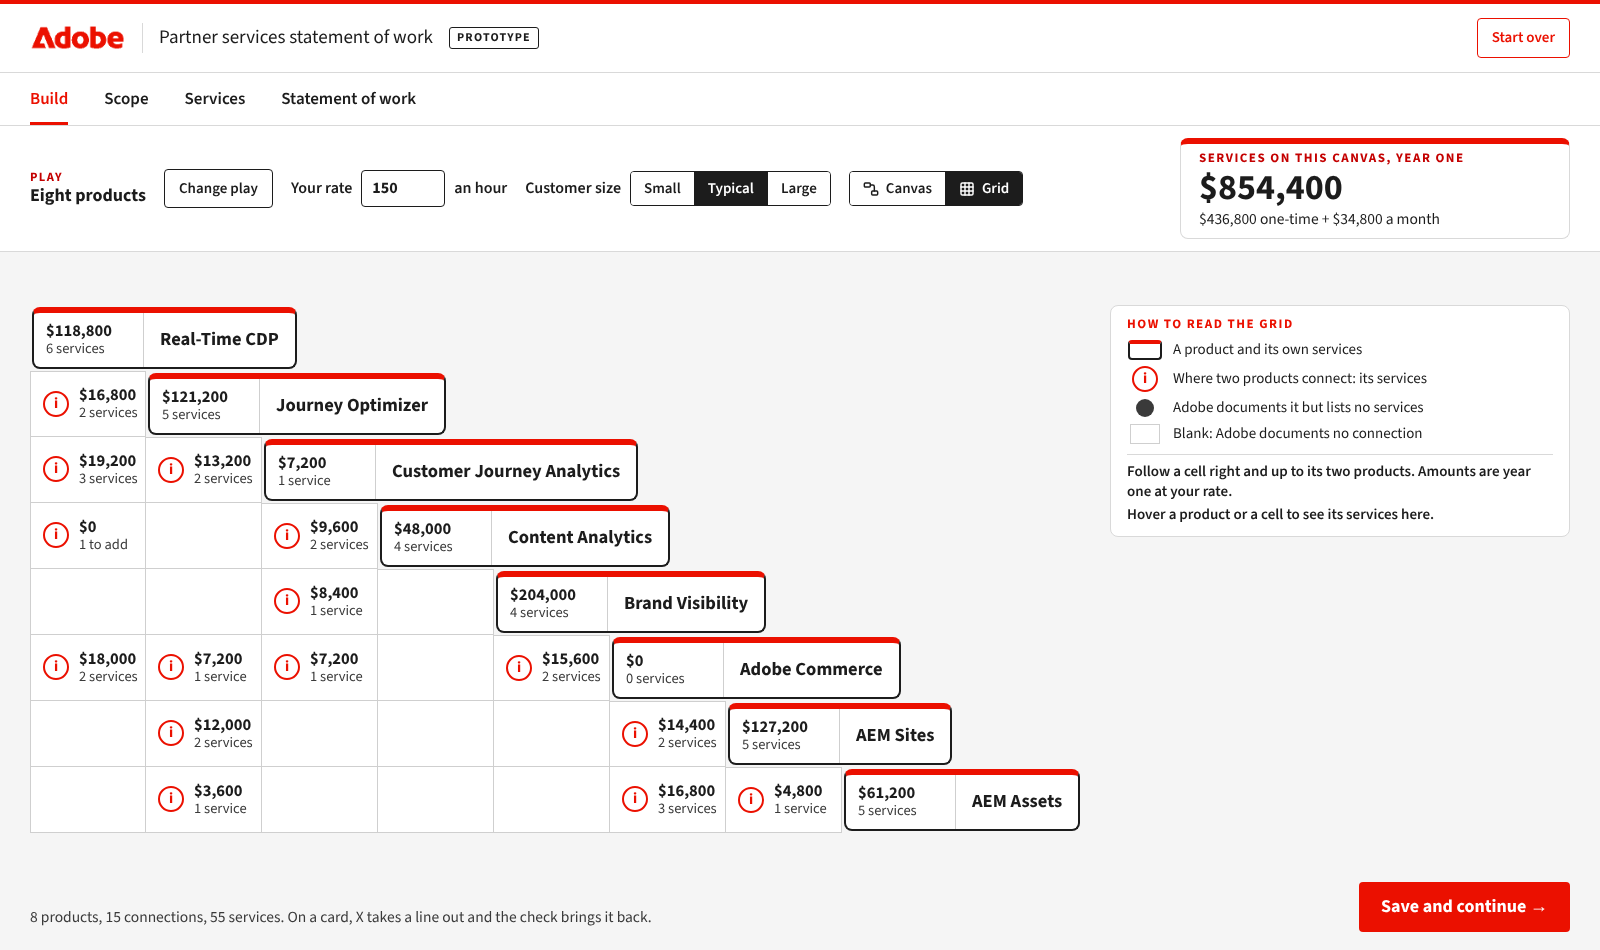 Adobe
Partner services statement of work
PROTOTYPE
Start over
Build
Scope
Services
Statement of work
PLAY
Eight products
Change play
Your rate
150
an hour
Customer size
Small
Typical
Large
Canvas
Grid
SERVICES ON THIS CANVAS, YEAR ONE
$854,400
$436,800 one-time + $34,800 a month
$118,800
6 services
Real-Time CDP
i
$16,800
2 services
$121,200
5 services
Journey Optimizer
i
$19,200
3 services
i
$13,200
2 services
$7,200
1 service
Customer Journey Analytics
i
$0
1 to add
i
$9,600
2 services
$48,000
4 services
Content Analytics
i
$8,400
1 service
$204,000
4 services
Brand Visibility
i
$18,000
2 services
i
$7,200
1 service
i
$7,200
1 service
i
$15,600
2 services
$0
0 services
Adobe Commerce
i
$12,000
2 services
i
$14,400
2 services
$127,200
5 services
AEM Sites
i
$3,600
1 service
i
$16,800
3 services
i
$4,800
1 service
$61,200
5 services
AEM Assets
HOW TO READ THE GRID
A product and its own services
i
Where two products connect: its services
Adobe documents it but lists no services
Blank: Adobe documents no connection
Follow a cell right and up to its two products. Amounts are year
one at your rate.
Hover a product or a cell to see its services here.
8 products, 15 connections, 55 services. On a card, X takes a line out and the check brings it back.
Save and continue →